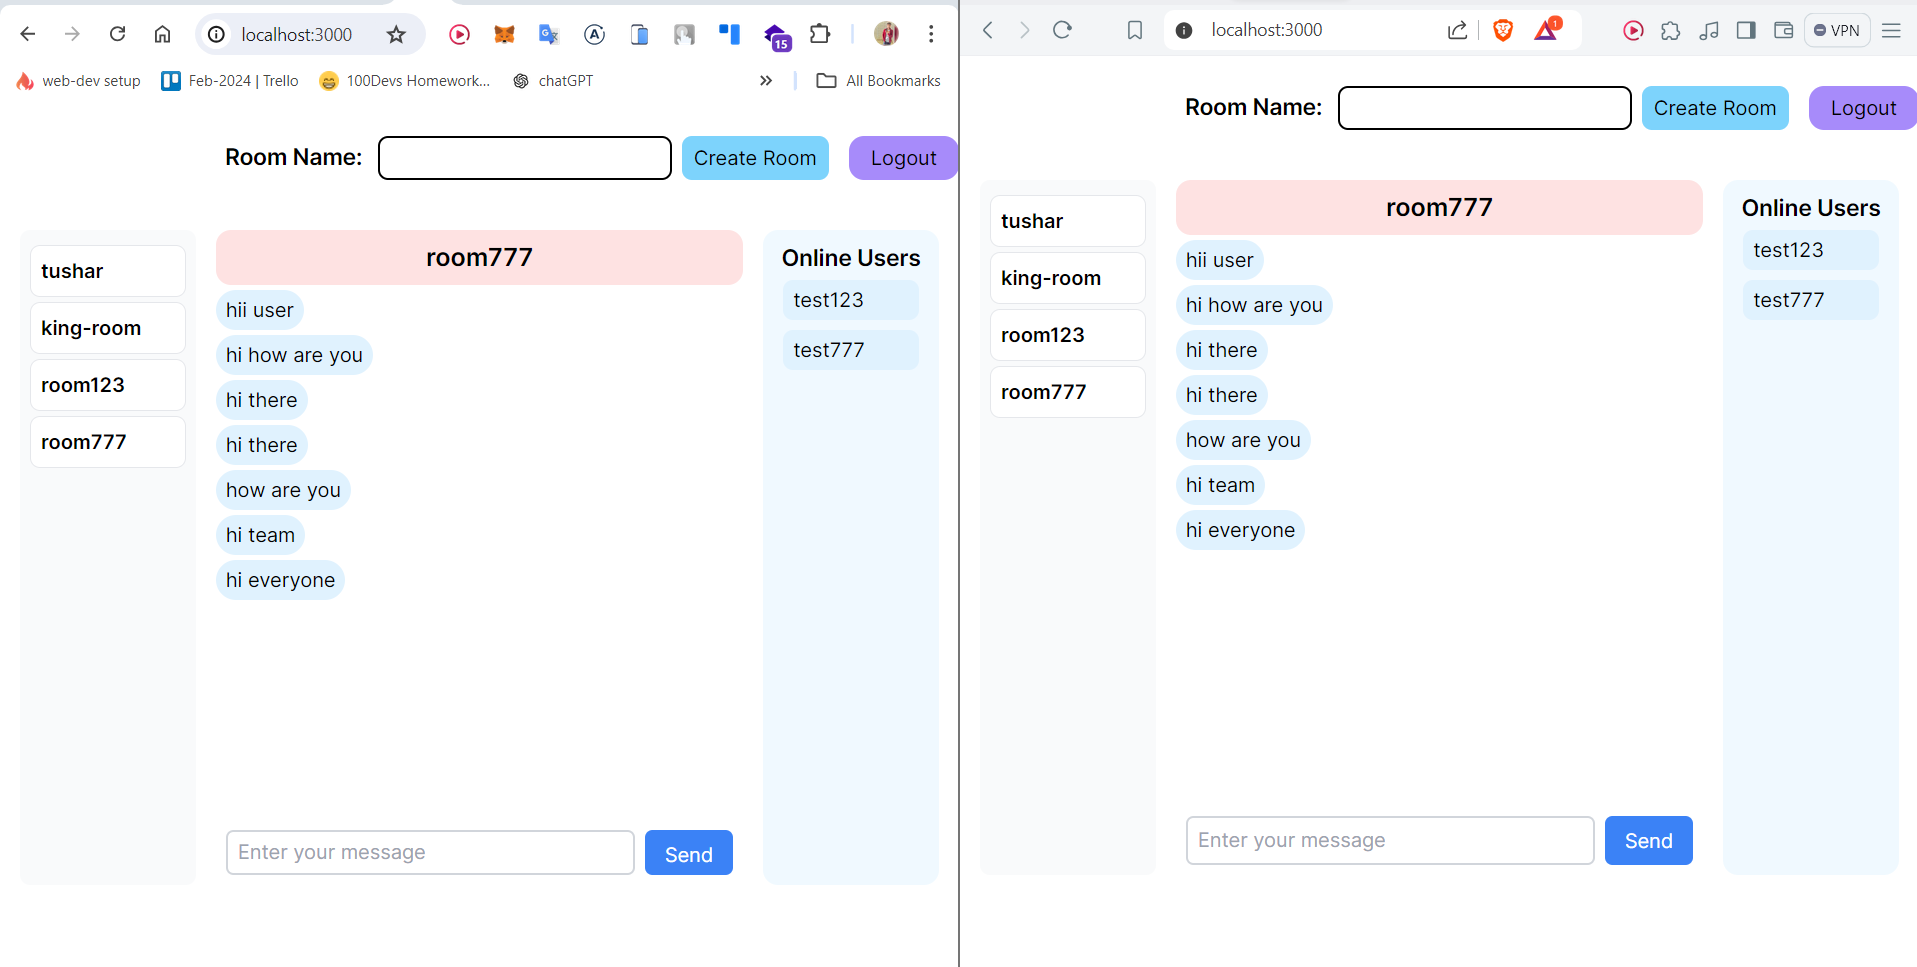 localhost:3000
15
web-dev setup
Feb-2024 | Trello
100Devs Homework...
chatGPT
All Bookmarks
Room Name:
Create Room
Logout
tushar
king-room
room123
room777
room777
hii user
hi how are you
hi there
hi there
how are you
hi team
hi everyone
Enter your message
Send
Online Users
test123
test777
localhost:3000
1
VPN
Room Name:
Create Room
Logout
tushar
king-room
room123
room777
room777
hii user
hi how are you
hi there
hi there
how are you
hi team
hi everyone
Enter your message
Send
Online Users
test123
test777